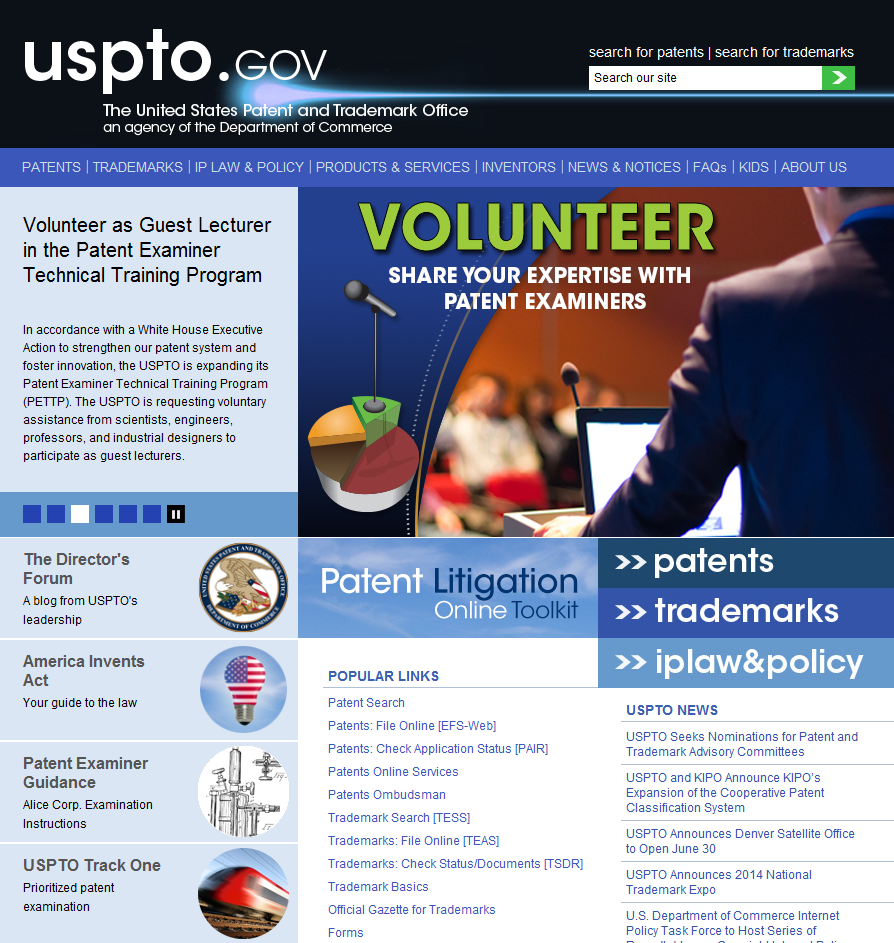 uspto.GOV
The United States Patent and Trademark Office
an agency of the Department of Commerce
search for patents | search for trademarks
Search our site
PATENTS | TRADEMARKS | IP LAW & POLICY | PRODUCTS & SERVICES | INVENTORS | NEWS & NOTICES | FAQs | KIDS | ABOUT US
Volunteer as Guest Lecturer
in the Patent Examiner
Technical Training Program
In accordance with a White House Executive
Action to strengthen our patent system and
foster innovation, the USPTO is expanding its
Patent Examiner Technical Training Program
(PETTP). The USPTO is requesting voluntary
assistance from scientists, engineers,
professors, and industrial designers to
participate as guest lecturers.
VOLUNTEER
SHARE YOUR EXPERTISE WITH
PATENT EXAMINERS
The Director's
Forum
A blog from USPTO's
leadership
UNITED STATES PATENT AND TRADEMARK OFFICE
DEPARTMENT OF COMMERCE
America Invents
Act
Your guide to the law
Patent Examiner
Guidance
Alice Corp. Examination
Instructions
USPTO Track One
Prioritized patent
examination
Patent Litigation
Online Toolkit
>> patents
>> trademarks
>> iplaw&policy
POPULAR LINKS
Patent Search
Patents: File Online [EFS-Web]
Patents: Check Application Status [PAIR]
Patents Online Services
Patents Ombudsman
Trademark Search [TESS]
Trademarks: File Online [TEAS]
Trademarks: Check Status/Documents [TSDR]
Trademark Basics
Official Gazette for Trademarks
Forms
USPTO NEWS
USPTO Seeks Nominations for Patent and
Trademark Advisory Committees
USPTO and KIPO Announce KIPO's
Expansion of the Cooperative Patent
Classification System
USPTO Announces Denver Satellite Office
to Open June 30
USPTO Announces 2014 National
Trademark Expo
U.S. Department of Commerce Internet
Policy Task Force to Host Series of